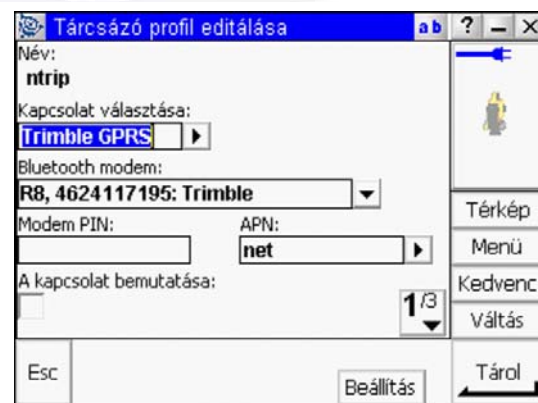 Tárcsázó profil editálása
ab
?
Név:
ntrip
Kapcsolat választása:
Trimble GPRS
Bluetooth modem:
R8, 4624117195: Trimble
Modem PIN: APN:
net
A kapcsolat bemutatása:
1/3
Esc
Beállítás
Térkép
Menü
Kedvenc
Váltás
Tárol